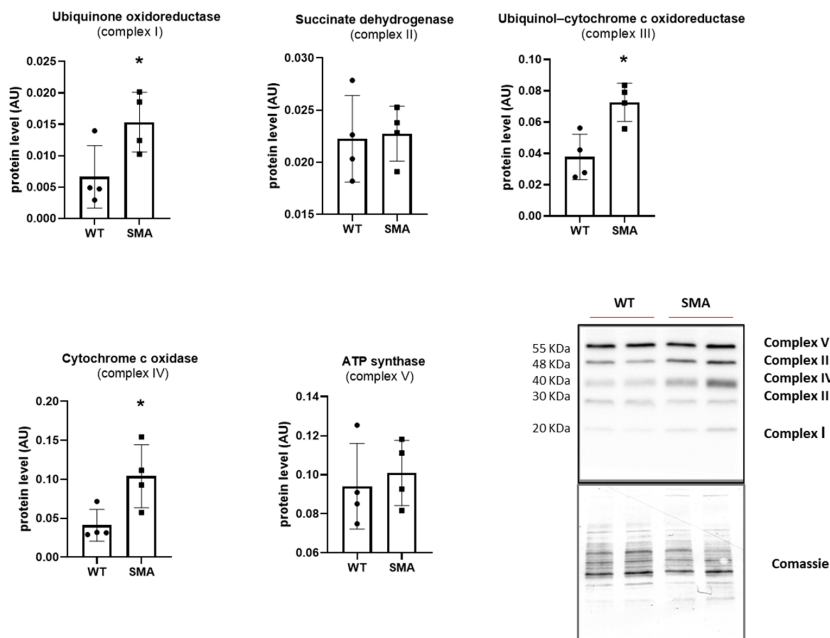 Ubiquinone oxidoreductase
(complex I)
*
protein level (AU)
0.025
0.020
0.015
0.010
0.005
0.000
WT
SMA
Succinate dehydrogenase
(complex II)
protein level (AU)
0.030
0.025
0.020
0.015
WT
SMA
Ubiquinol–cytochrome c oxidoreductase
(complex III)
*
protein level (AU)
0.10
0.08
0.06
0.04
0.02
0.00
WT
SMA
Cytochrome c oxidase
(complex IV)
*
protein level (AU)
0.20
0.15
0.10
0.05
0.00
WT
SMA
ATP synthase
(complex V)
protein level (AU)
0.14
0.12
0.10
0.08
0.06
WT
SMA
WT SMA
55 KDa Complex V
48 KDa Complex II
40 KDa Complex IV
30 KDa Complex II
20 KDa Complex I
Comassie